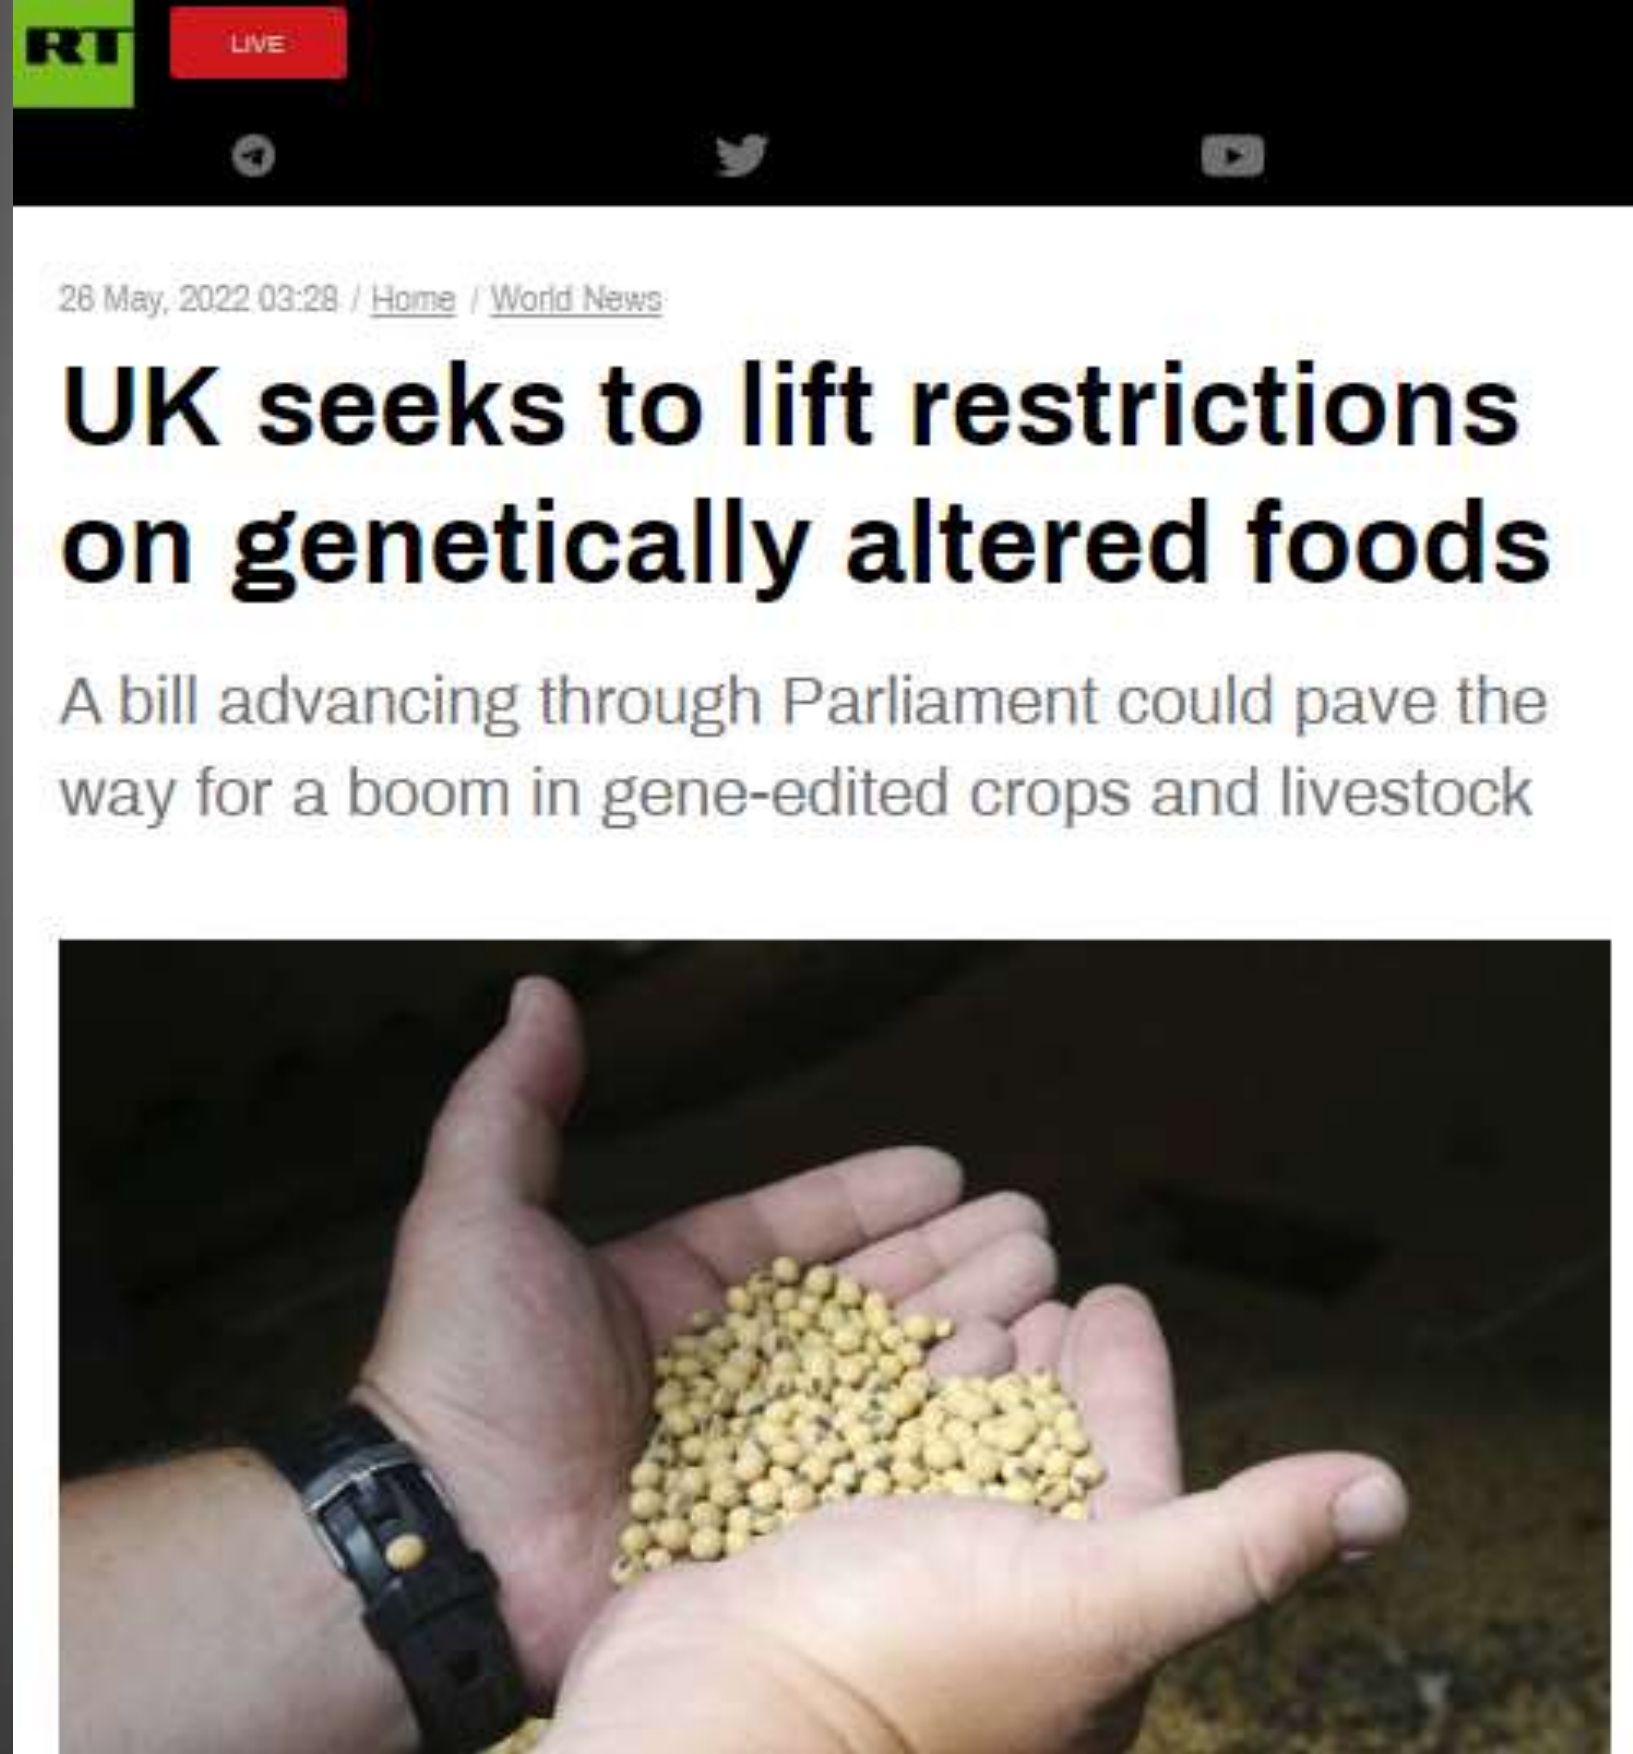 RT
LIVE
26 May, 2022 03:28 / Home / World News
UK seeks to lift restrictions
on genetically altered foods
A bill advancing through Parliament could pave the
way for a boom in gene-edited crops and livestock